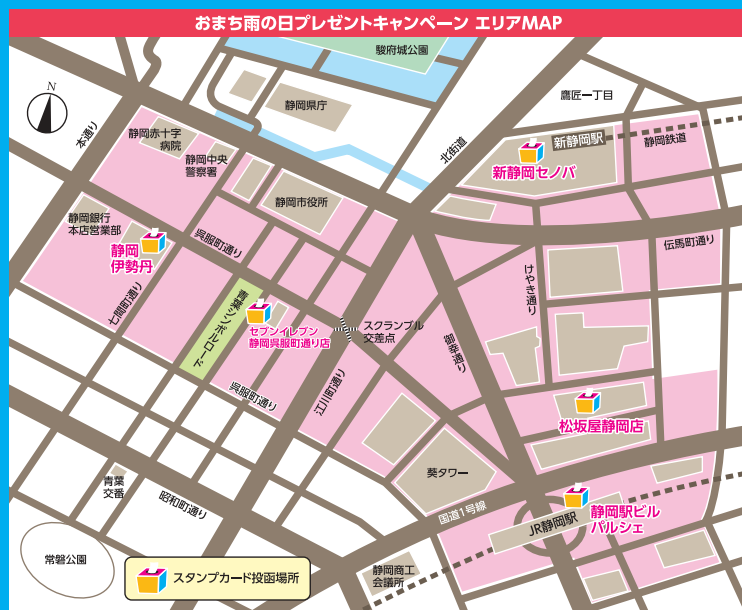 おまち雨の日プレゼントキャンペーン エリアMAP
駿府城公園
N
本通り
静岡県庁
鷹匠一丁目
静岡赤十字
病院
静岡中央
警察署
北街道
新静岡駅
静岡鉄道
新静岡セノバ
静岡市役所
静岡銀行
本店営業部
静岡
伊勢丹
呉服町通り
伝馬町通り
けやき通り
七間町通り
青葉シンボルロード
セブンイレブン
静岡呉服町通り店
スクランブル
交差点
御幸通り
江川町通り
呉服町通り
松坂屋静岡店
葵タワー
青葉
交番
昭和町通り
国道1号線
静岡駅ビル
パルシェ
JR静岡駅
常磐公園
スタンプカード投函場所
静岡商工
会議所